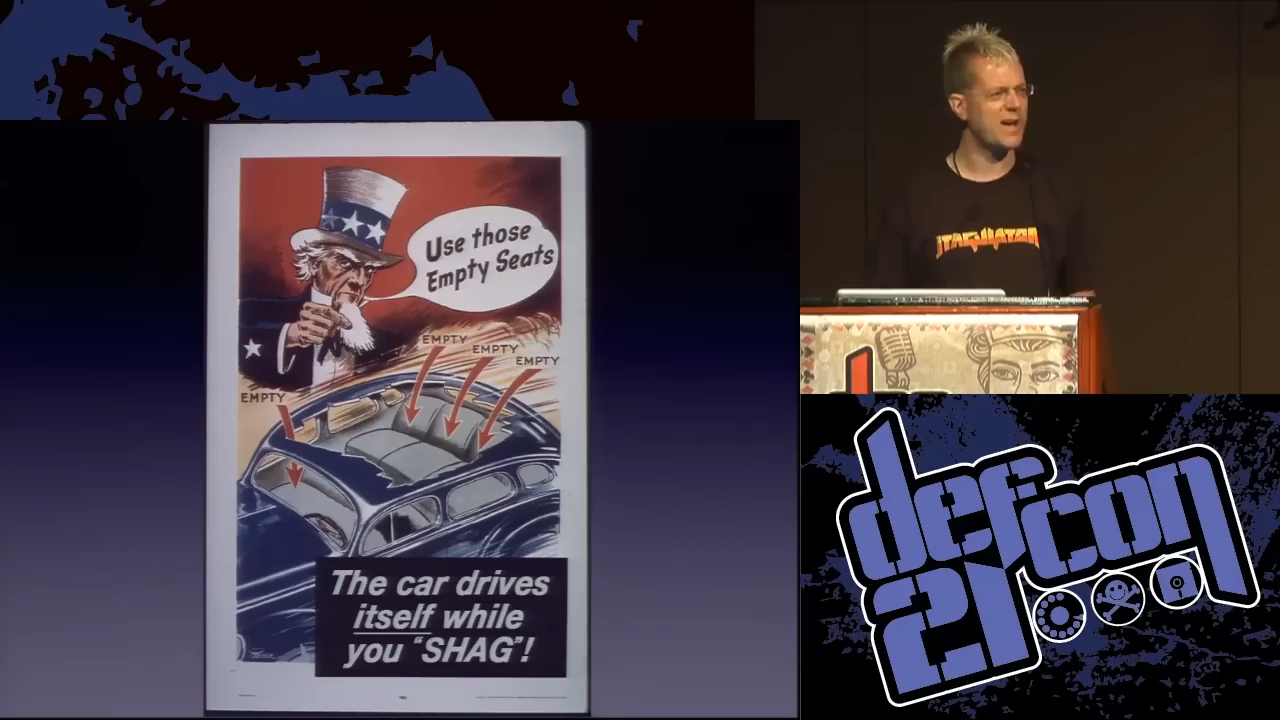 Use those
Empty Seats
EMPTY
EMPTY
EMPTY
EMPTY
The car drives
itself while
you "SHAG"!
defcon
21